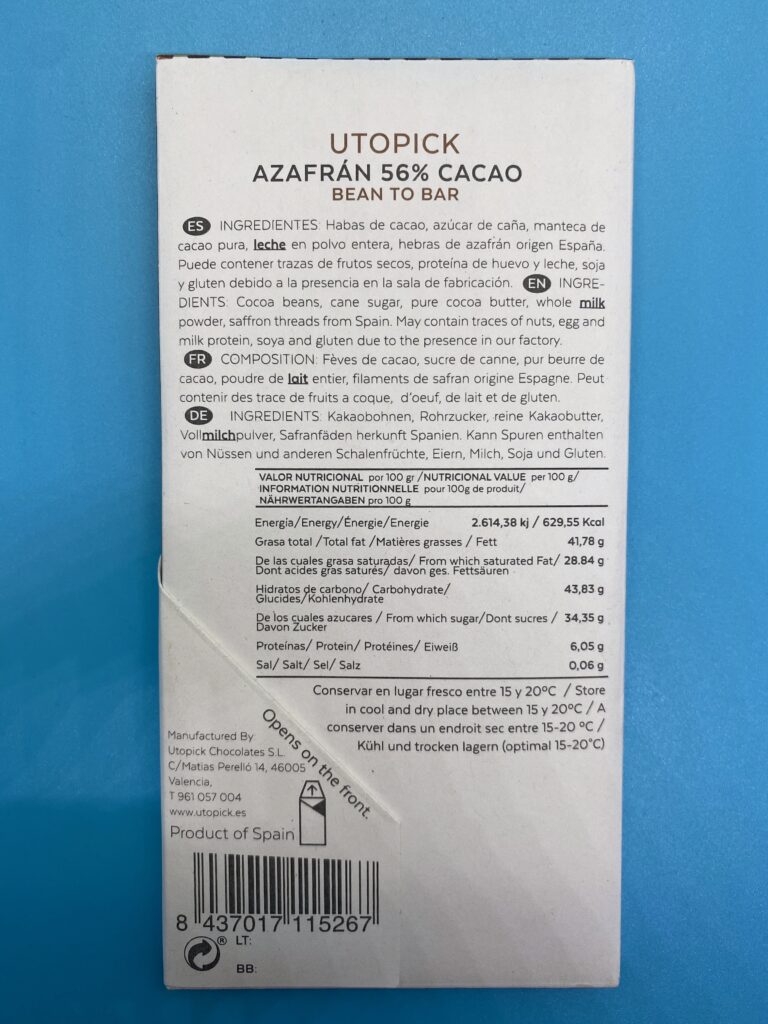 UTOPICK
AZAFRÁN 56% CACAO
BEAN TO BAR
ES INGREDIENTES: Habas de cacao, azúcar de caña, manteca de
cacao pura, leche en polvo entera, hebras de azafrán origen España.
Puede contener trazas de frutos secos, proteína de huevo y leche, soja
y gluten debido a la presencia en la sala de fabricación. EN INGRE-
DIENTS: Cocoa beans, cane sugar, pure cocoa butter, whole milk
powder, saffron threads from Spain. May contain traces of nuts, egg and
milk protein, soya and gluten due to the presence in our factory.
FR COMPOSITION: Fèves de cacao, sucre de canne, pur beurre de
cacao, poudre de lait entier, filaments de safran origine Espagne. Peut
contenir des trace de fruits a coque, d'oeuf, de lait et de gluten.
DE INGREDIENTS: Kakaobohnen, Rohrzucker, reine Kakaobutter,
Vollmilchpulver, Safranfäden herkunft Spanien. Kann Spuren enthalten
von Nüssen und anderen Schalenfrüchte, Eiern, Milch, Soja und Gluten.
VALOR NUTRICIONAL por 100 gr /NUTRICIONAL VALUE per 100 g/
INFORMATION NUTRITIONNELLE pour 100g de produit/
NÄHRWERTANGABEN pro 100 g
Energía/Energy/Énergie/Energie 2.614,38 kj / 629,55 Kcal
Grasa total /Total fat /Matières grasses / Fett 41,78 g
De las cuales grasa saturadas/ From which saturated Fat/ 28.84 g
Dont acides gras saturés/ davon ges. Fettsäuren
Hidratos de carbono/ Carbohydrate/ 43,83 g
Glucides/Kohlenhydrate
De los cuales azucares / From which sugar/Dont sucres / 34,35 g
Davon Zucker
Proteínas/ Protein/ Protéines/ Eiweiß 6,05 g
Sal/ Salt/ Sel/ Salz 0,06 g
Conservar en lugar fresco entre 15 y 20ºC / Store
in cool and dry place between 15 y 20ºC / A
conserver dans un endroit sec entre 15-20 ºC /
Kühl und trocken lagern (optimal 15-20°C)
Opens on the front.
Manufactured By:
Utopick Chocolates S.L.
C/Matias Perelló 14, 46005
Valencia,
T 961 057 004
www.utopick.es
Product of Spain
8 437017 115267
® LT:
BB: